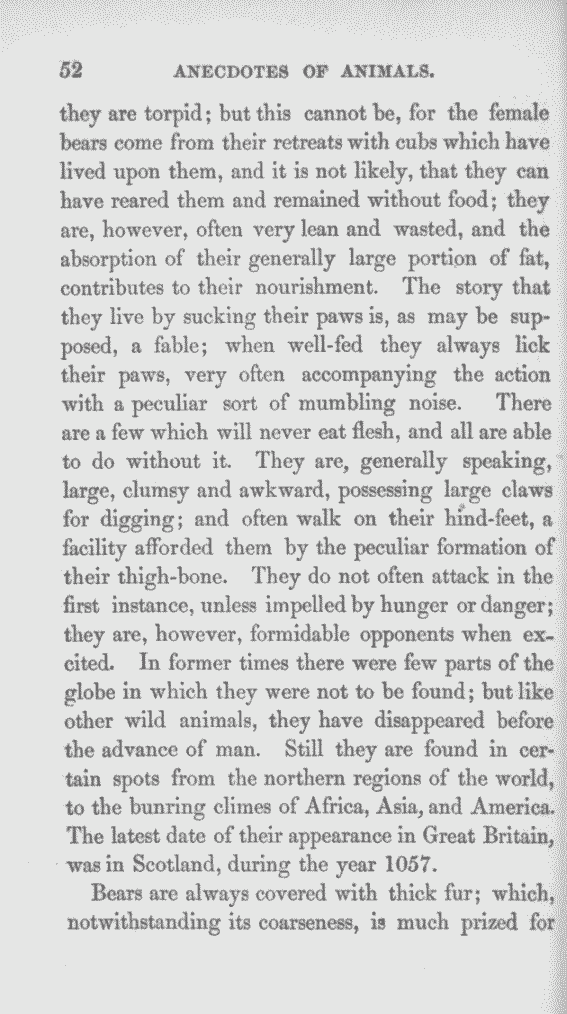 52 ANECDOTES OF ANIMALS.
they are torpid; but this cannot be, for the female
bears come from their retreats with cubs which have
lived upon them, and it is not likely, that they can
have reared them and remained without food; they
are, however, often very lean and wasted, and the
absorption of their generally large portion of fat,
contributes to their nourishment. The story that
they live by sucking their paws is, as may be sup-
posed, a fable; when well-fed they always lick
their paws, very often accompanying the action
with a peculiar sort of mumbling noise. There
are a few which will never eat flesh, and all are able
to do without it. They are, generally speaking,
large, clumsy and awkward, possessing large claws
for digging; and often walk on their hind-feet, a
facility afforded them by the peculiar formation of
their thigh-bone. They do not often attack in the
first instance, unless impelled by hunger or danger;
they are, however, formidable opponents when ex-
cited. In former times there were few parts of the
globe in which they were not to be found; but like
other wild animals, they have disappeared before
the advance of man. Still they are found in cer-
tain spots from the northern regions of the world,
to the bunring climes of Africa, Asia, and America.
The latest date of their appearance in Great Britain,
was in Scotland, during the year 1057.
Bears are always covered with thick fur; which,
notwithstanding its coarseness, is much prized for